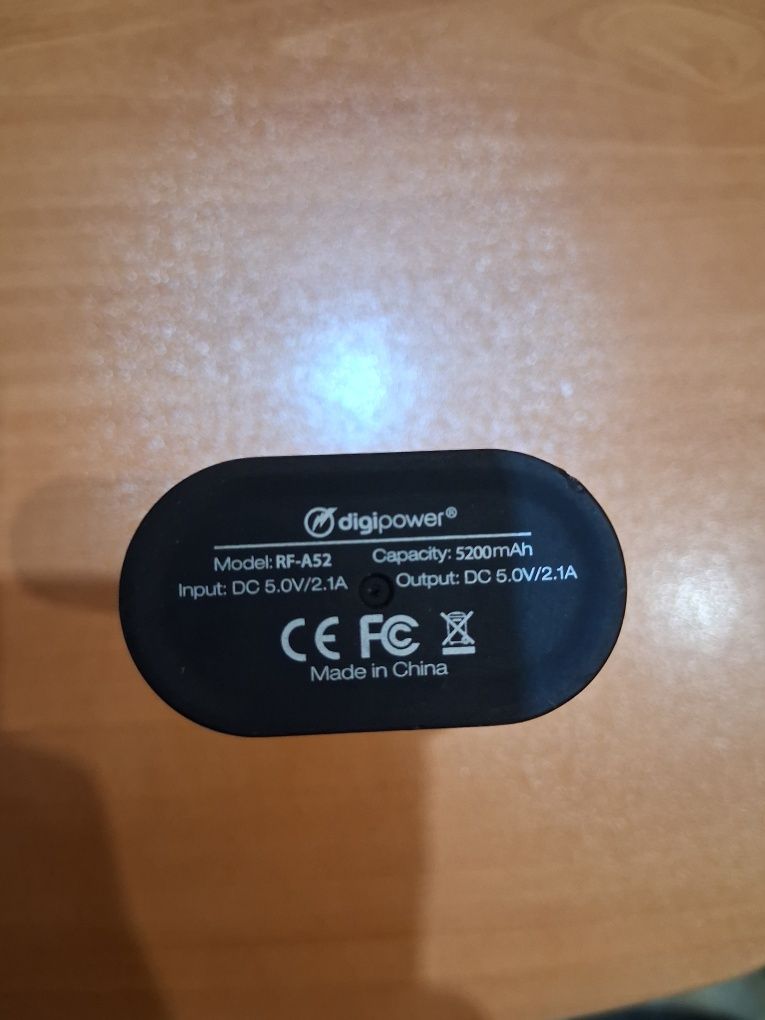 digipower®
Model: RF-A52 Capacity: 5200mAh
Input: DC 5.0V/2.1A Output: DC 5.0V/2.1A
CE FC
Made in China